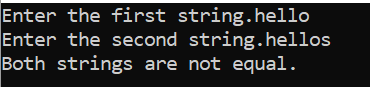 Enter the first string.hello
Enter the second string.hellos
Both strings are not equal.